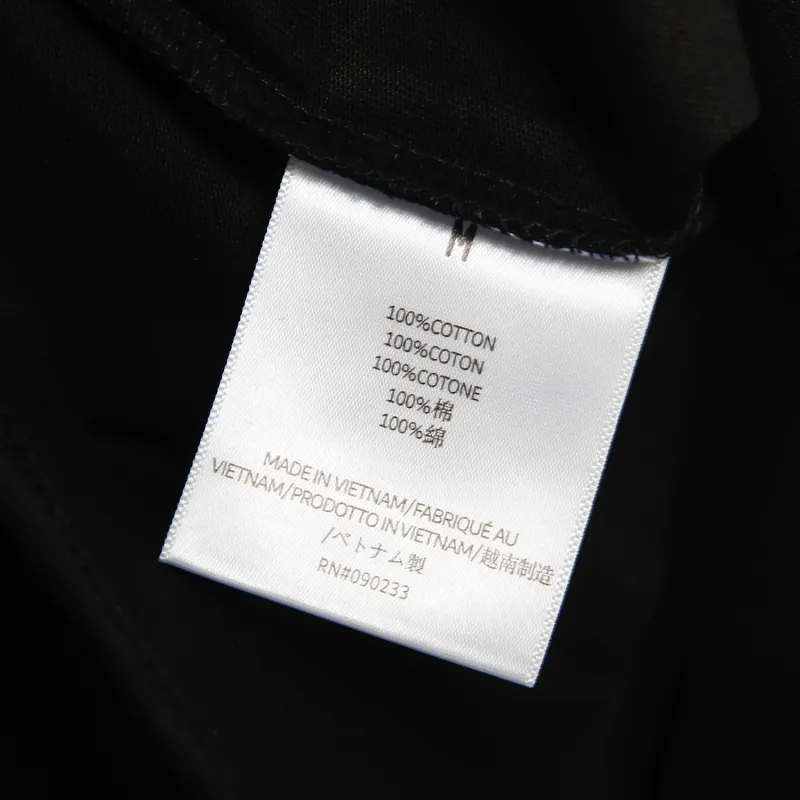 M
100%COTTON
100%COTON
100%COTONE
100%棉
100%綿
MADE IN VIETNAM/FABRIQUÉ AU
VIETNAM/PRODOTTO IN VIETNAM/越南制造
/ベトナム製
RN#090233